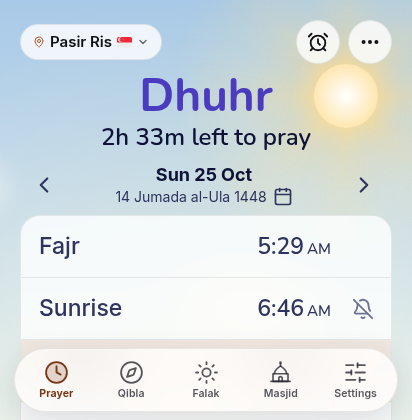 Pasir Ris 🇸🇬
Dhuhr
2h 33m left to pray
Sun 25 Oct
14 Jumada al-Ula 1448
Fajr 5:29 AM
Sunrise 6:46 AM
Prayer Qibla Falak Masjid Settings